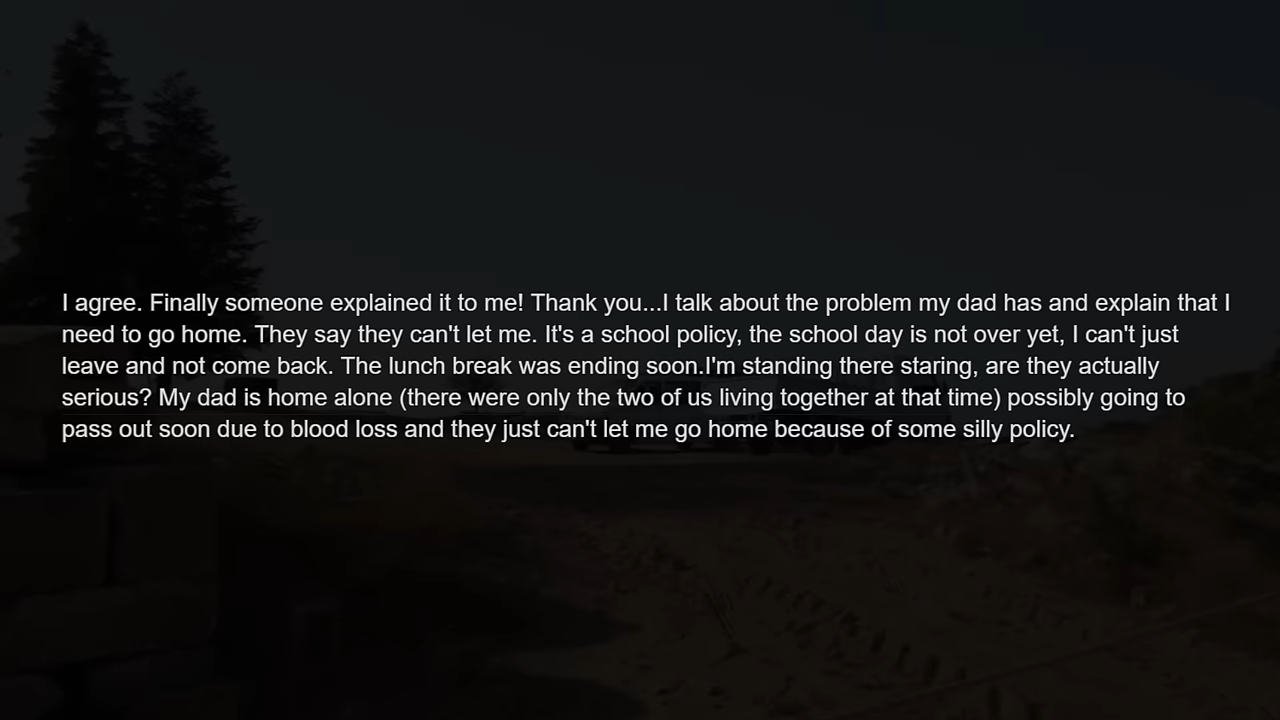 I agree. Finally someone explained it to me! Thank you...I talk about the problem my dad has and explain that I
need to go home. They say they can't let me. It's a school policy, the school day is not over yet, I can't just
leave and not come back. The lunch break was ending soon.I'm standing there staring, are they actually
serious? My dad is home alone (there were only the two of us living together at that time) possibly going to
pass out soon due to blood loss and they just can't let me go home because of some silly policy.